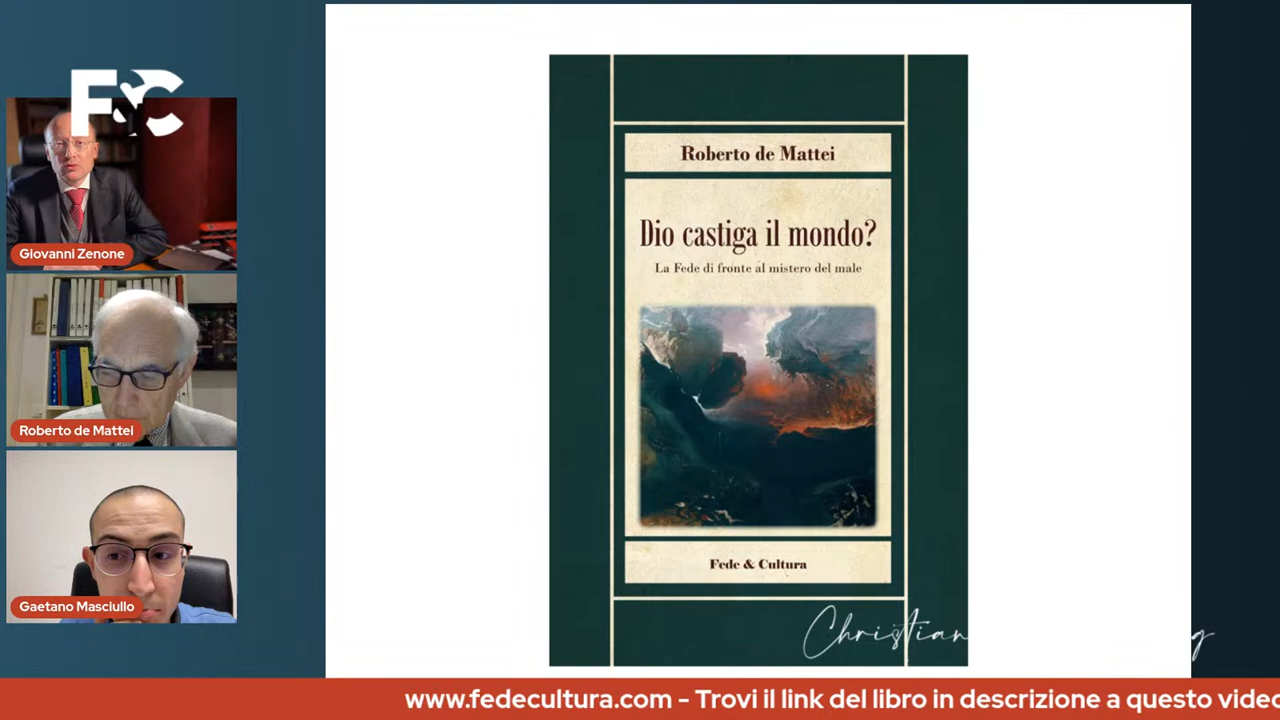 F&C
Giovanni Zenone
Roberto de Mattei
Gaetano Masciullo
Roberto de Mattei
Dio castiga il mondo?
La Fede di fronte al mistero del male
Fede & Cultura
Christian
www.fedecultura.com - Trovi il link del libro in descrizione a questo video